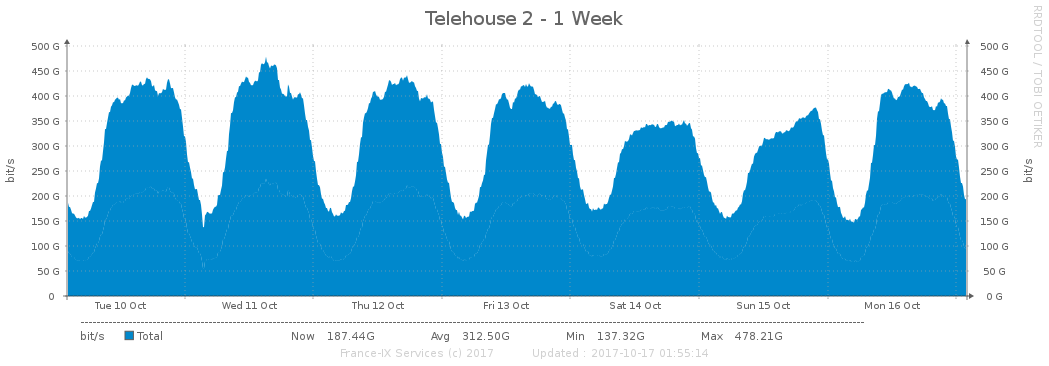 Telehouse 2 - 1 Week
RRDTOOL / TOBI OETIKER
500 G 500 G
450 G 450 G
400 G 400 G
350 G 350 G
300 G 300 G
250 G 250 G
200 G 200 G
150 G 150 G
100 G 100 G
50 G 50 G
0 0 G
bit/s bit/s
Tue 10 Oct Wed 11 Oct Thu 12 Oct Fri 13 Oct Sat 14 Oct Sun 15 Oct Mon 16 Oct
bit/s Total Now 187.44G Avg 312.50G Min 137.32G Max 478.21G
France-IX Services (c) 2017 Updated : 2017-10-17 01:55:14